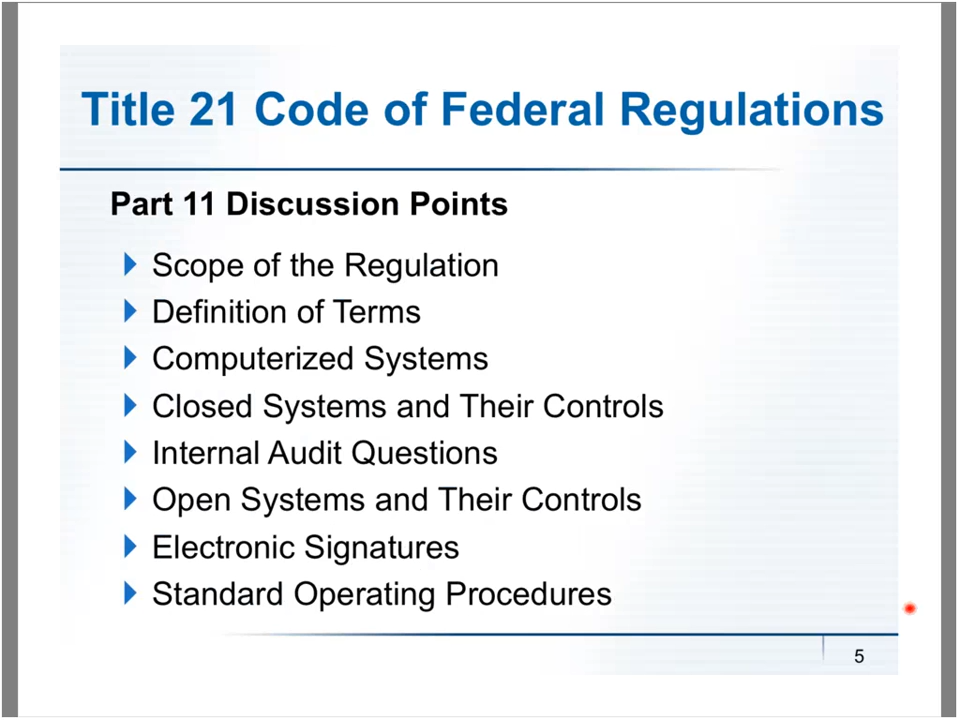 Title 21 Code of Federal Regulations
Part 11 Discussion Points
Scope of the Regulation
Definition of Terms
Computerized Systems
Closed Systems and Their Controls
Internal Audit Questions
Open Systems and Their Controls
Electronic Signatures
Standard Operating Procedures
5